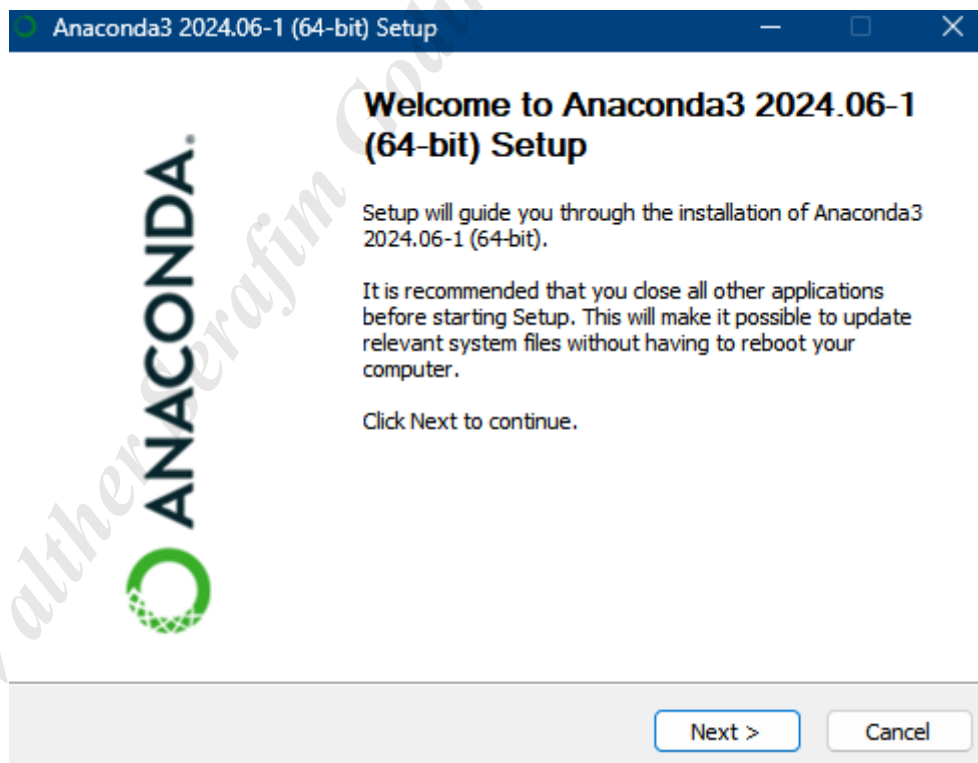 Anaconda3 2024.06-1 (64-bit) Setup
Welcome to Anaconda3 2024.06-1
(64-bit) Setup
Setup will guide you through the installation of Anaconda3
2024.06-1 (64-bit).
It is recommended that you close all other applications
before starting Setup. This will make it possible to update
relevant system files without having to reboot your
computer.
Click Next to continue.
ANACONDA.
Serafim
Next >
Cancel